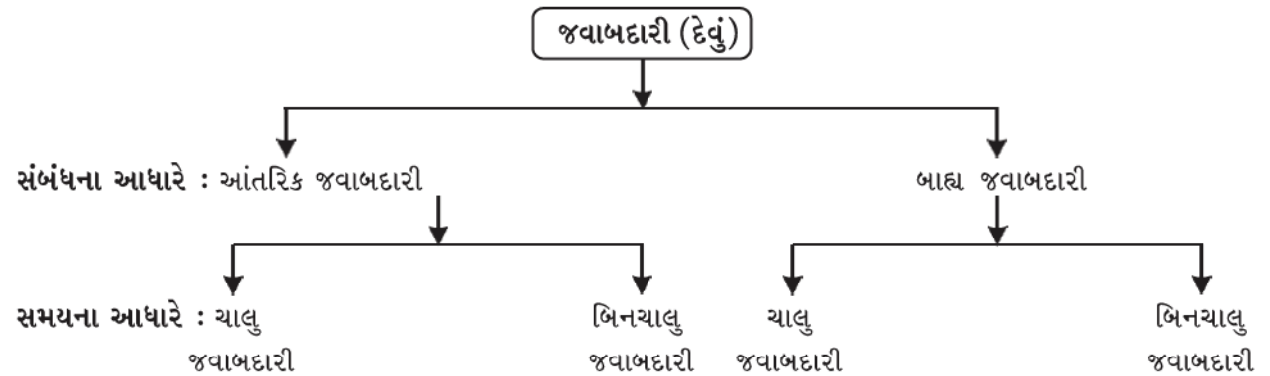 જવાબદારી (દેવું)
સંબંધના આધારે : આંતરિક જવાબદારી બાહ્ય જવાબદારી
સમયના આધારે : ચાલુ બિનચાલુ ચાલુ બિનચાલુ
જવાબદારી જવાબદારી જવાબદારી જવાબદારી